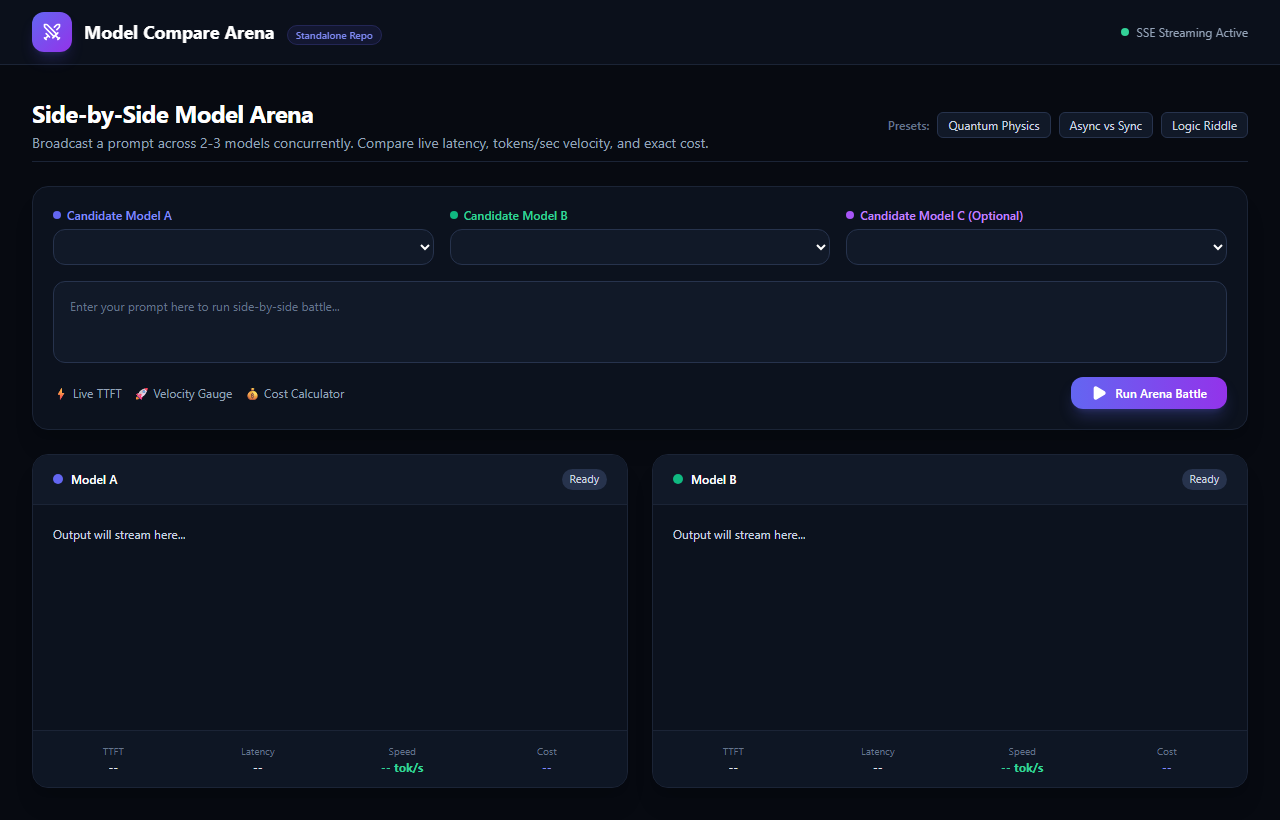 Model Compare Arena
Standalone Repo
SSE Streaming Active
Side-by-Side Model Arena
Broadcast a prompt across 2-3 models concurrently. Compare live latency, tokens/sec velocity, and exact cost.
Presets:
Quantum Physics
Async vs Sync
Logic Riddle
Candidate Model A
Candidate Model B
Candidate Model C (Optional)
Enter your prompt here to run side-by-side battle...
Live TTFT
Velocity Gauge
Cost Calculator
Run Arena Battle
Model A
Ready
Output will stream here...
TTFT
Latency
Speed
Cost
--
--
-- tok/s
--
Model B
Ready
Output will stream here...
TTFT
Latency
Speed
Cost
--
--
-- tok/s
--